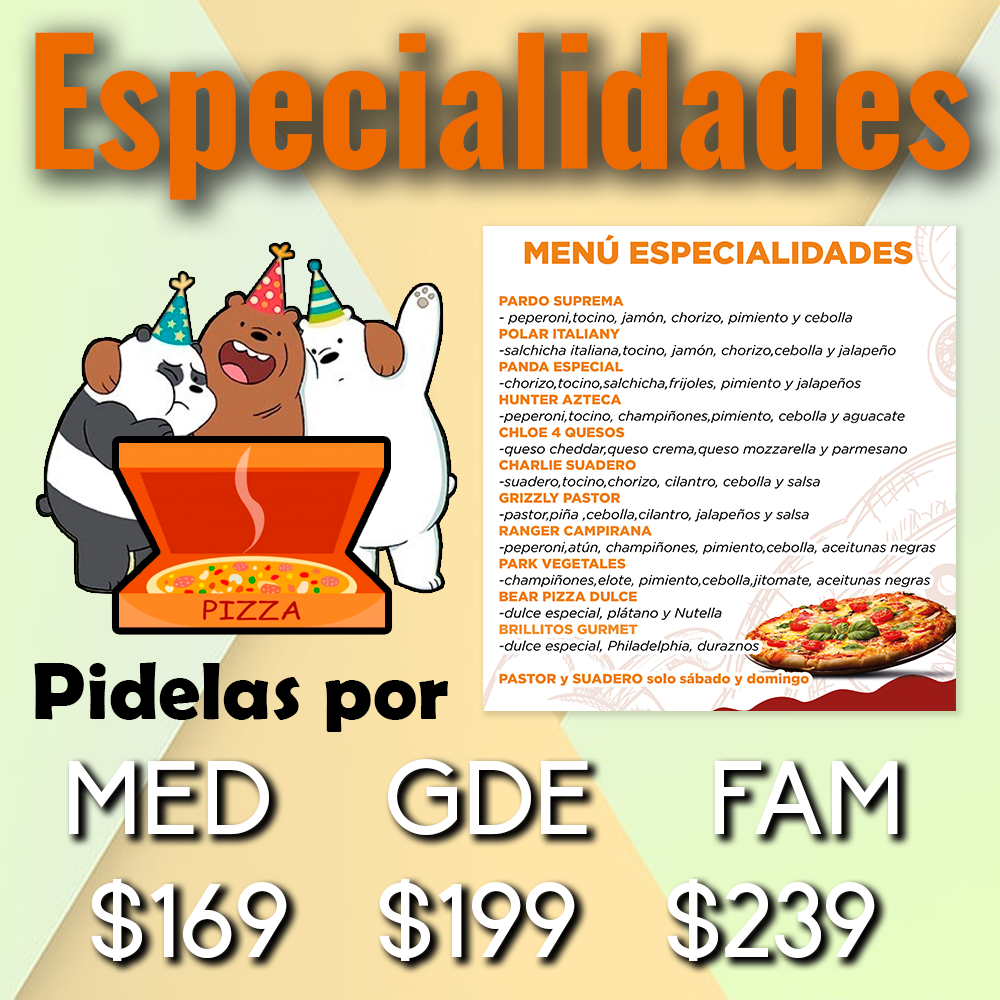 Especialidades
MENÚ ESPECIALIDADES
PARDO SUPREMA
- peperoni,tocino, jamón, chorizo, pimiento y cebolla
POLAR ITALIANY
-salchicha italiana,tocino, jamón, chorizo,cebolla y jalapeño
PANDA ESPECIAL
-chorizo,tocino,salchicha,frijoles, pimiento y jalapeños
HUNTER AZTECA
-peperoni,tocino, champiñones,pimiento, cebolla y aguacate
CHLOE 4 QUESOS
-queso cheddar,queso crema,queso mozzarella y parmesano
CHARLIE SUADERO
-suadero,tocino,chorizo, cilantro, cebolla y salsa
GRIZZLY PASTOR
-pastor,piña ,cebolla,cilantro, jalapeños y salsa
RANGER CAMPIRANA
-peperoni,atún, champiñones, pimiento,cebolla, aceitunas negras
PARK VEGETALES
-champiñones,elote, pimiento,cebolla,jitomate, aceitunas negras
BEAR PIZZA DULCE
-dulce especial, plátano y Nutella
BRILLITOS GURMET
-dulce especial, Philadelphia, duraznos
PASTOR y SUADERO solo sábado y domingo
PIZZA
Pidelas por
MED GDE FAM
$169 $199 $239